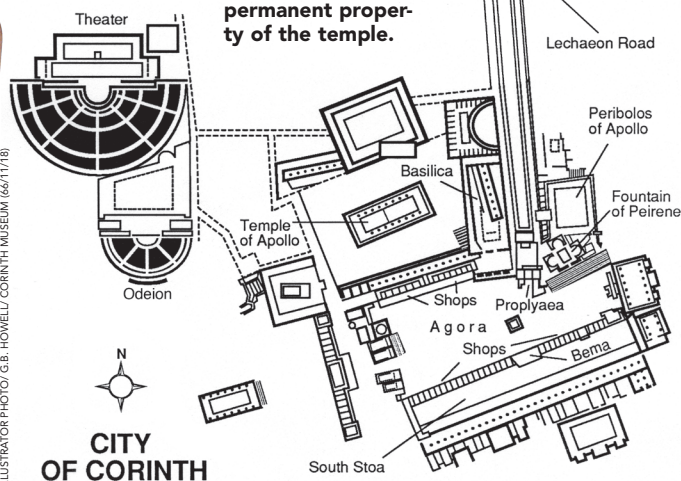 permanent proper-
ty of the temple.
Theater
Lechaeon Road
Peribolos
of Apollo
Basilica
Fountain
of Peirene
Temple
of Apollo
Odeion
Shops
Proplyaea
Agora
Shops
Bema
N
CITY
OF CORINTH
South Stoa
LUSTRATOR PHOTO/ G.B. HOWELL/ CORINTH MUSEUM (66/11/18)